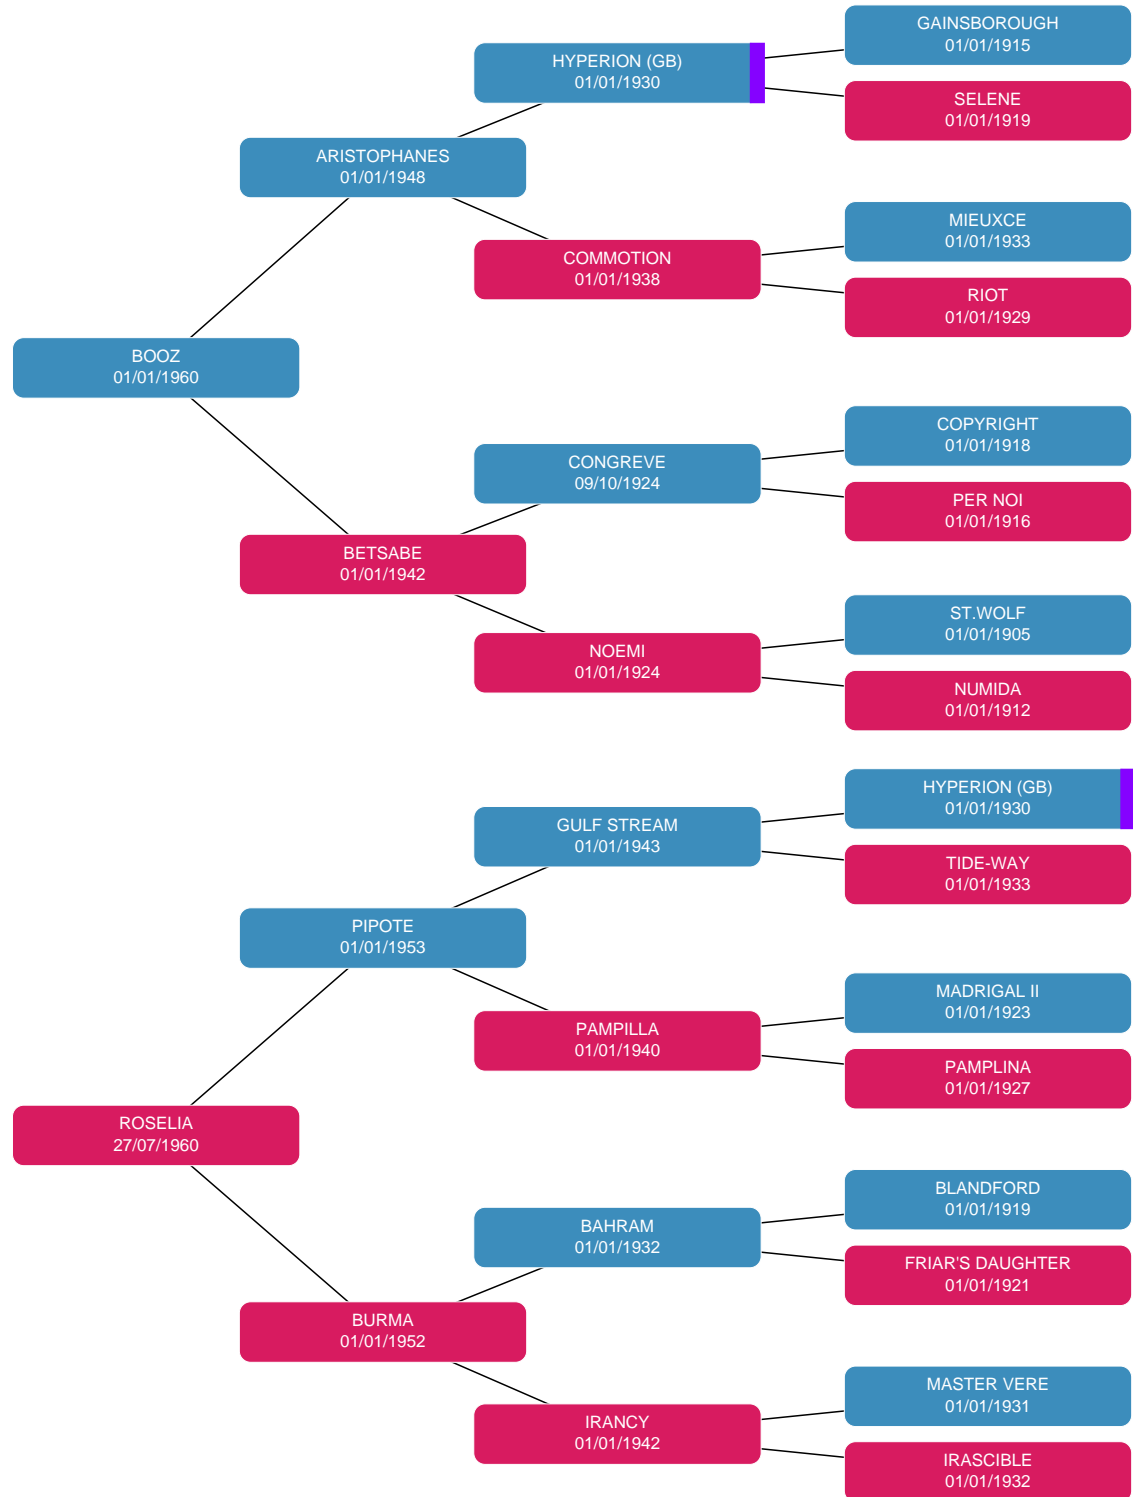 GAINSBOROUGH
01/01/1915
HYPERION (GB)
01/01/1930
SELENE
01/01/1919
ARISTOPHANES
01/01/1948
MIEUXCE
01/01/1933
COMMOTION
01/01/1938
RIOT
01/01/1929
BOOZ
01/01/1960
COPYRIGHT
01/01/1918
CONGREVE
09/10/1924
PER NOI
01/01/1916
BETSABE
01/01/1942
ST.WOLF
01/01/1905
NOEMI
01/01/1924
NUMIDA
01/01/1912
HYPERION (GB)
01/01/1930
GULF STREAM
01/01/1943
TIDE-WAY
01/01/1933
PIPOTE
01/01/1953
MADRIGAL II
01/01/1923
PAMPILLA
01/01/1940
PAMPLINA
01/01/1927
ROSELIA
27/07/1960
BLANDFORD
01/01/1919
BAHRAM
01/01/1932
FRIAR'S DAUGHTER
01/01/1921
BURMA
01/01/1952
MASTER VERE
01/01/1931
IRANCY
01/01/1942
IRASCIBLE
01/01/1932